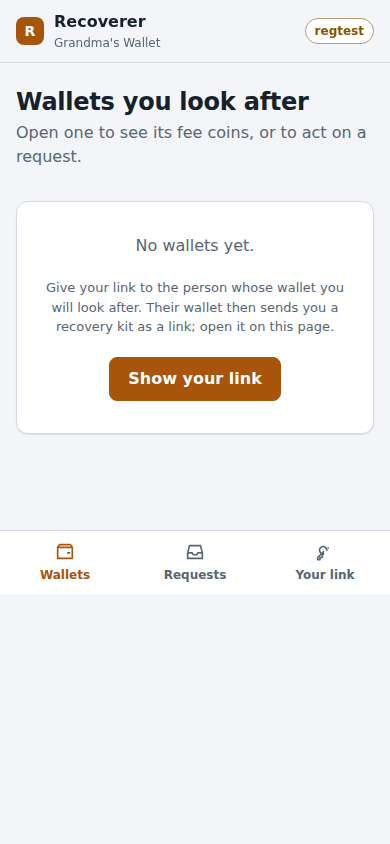 R
Recoverer
Grandma's Wallet
regtest
Wallets you look after
Open one to see its fee coins, or to act on a
request.
No wallets yet.
Give your link to the person whose wallet you
will look after. Their wallet then sends you a
recovery kit as a link; open it on this page.
Show your link
Wallets
Requests
Your link